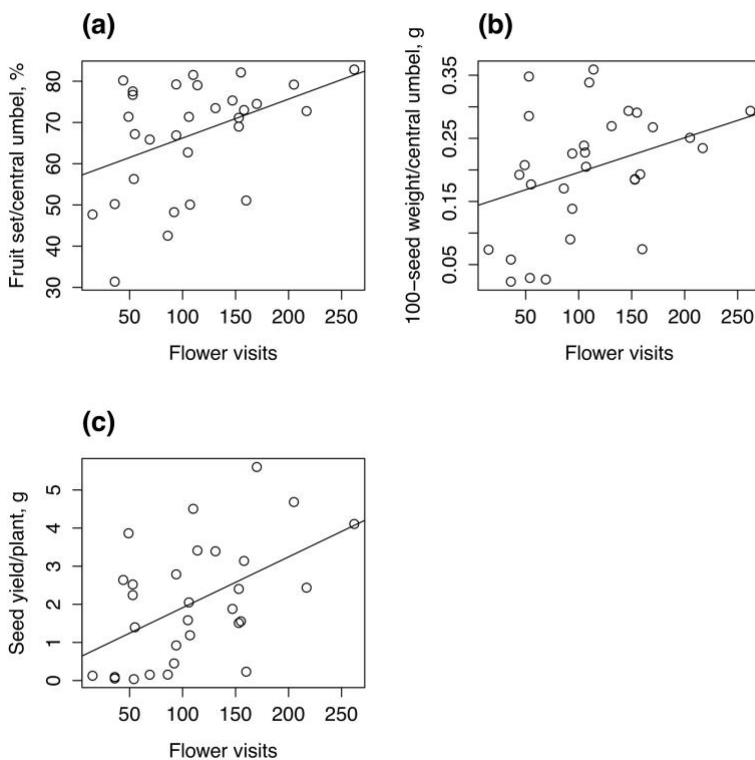 (a)
Fruit set/central umbel, %
80
70
60
50
40
30
50 100 150 200 250
Flower visits
(b)
100−seed weight/central umbel, g
0.35
0.25
0.15
0.05
50 100 150 200 250
Flower visits
(c)
Seed yield/plant, g
5
4
3
2
1
0
50 100 150 200 250
Flower visits